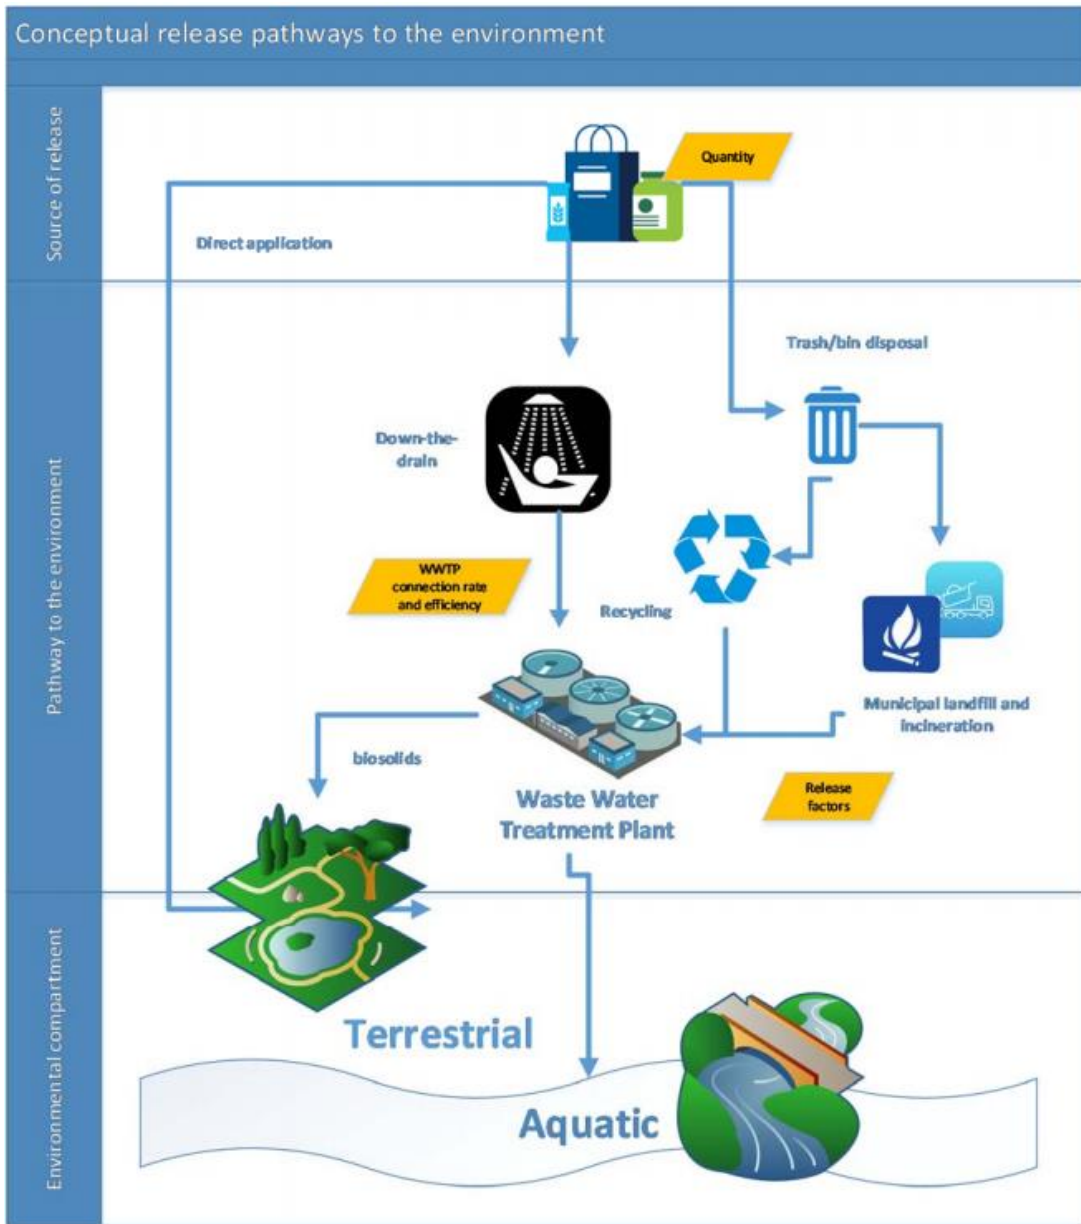 Conceptual release pathways to the environment
Source of release
Quantity
Direct application
Pathway to the environment
Trash/bin disposal
Down-the-
drain
WWTP
connection rate
and efficiency
Recycling
Municipal landfill and
incineration
biosolids
Release
factors
Waste Water
Treatment Plant
Environmental compartment
Terrestrial
Aquatic